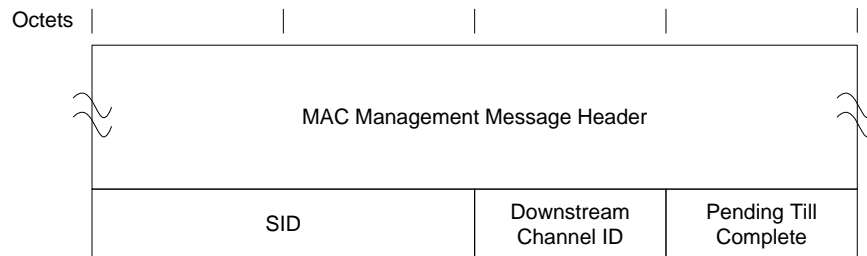 Octets
MAC Management Message Header
SID
Downstream
Channel ID
Pending Till
Complete